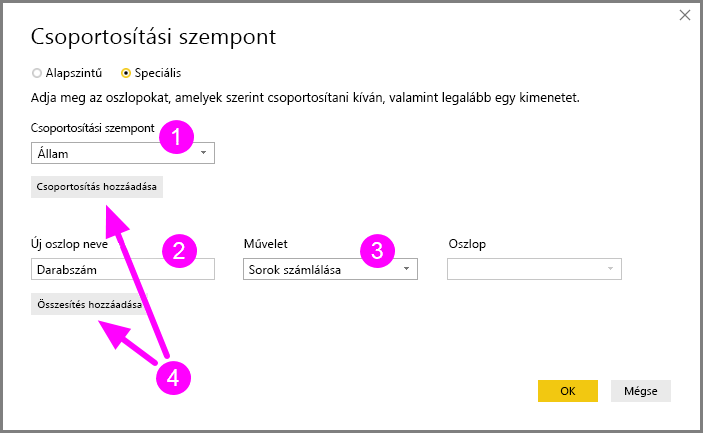 Csoportosítási szempont
Alapszintű Speciális
Adja meg az oszlopokat, amelyek szerint csoportosítani kíván, valamint legalább egy kimenetet.
Csoportosítási szempont 1
Állam
Csoportosítás hozzáadása
Új oszlop neve 2 Művelet 3 Oszlop
Darabszám Sorok számlálása
Összesítés hozzáadása
4
OK Mégse